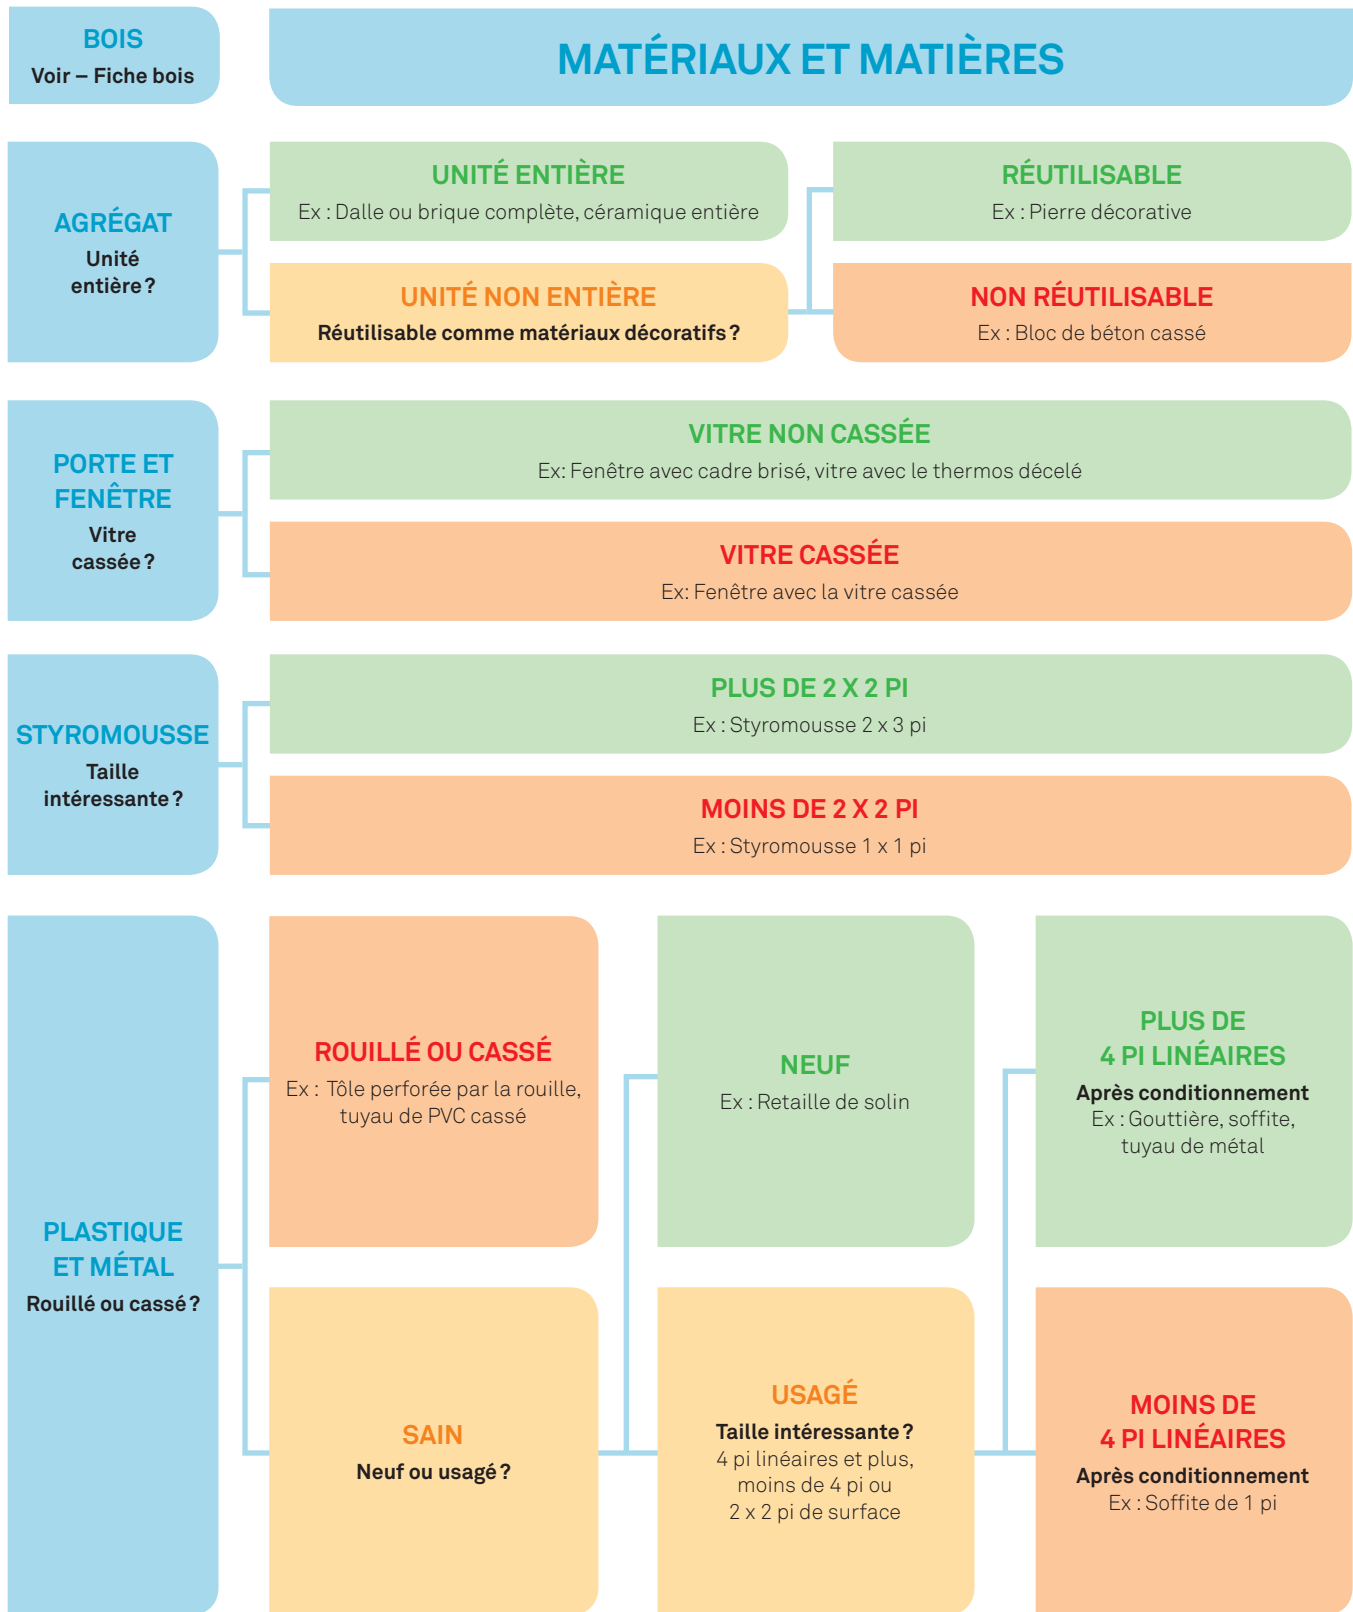 BOIS
Voir – Fiche bois
MATÉRIAUX ET MATIÈRES
AGRÉGAT
Unité
entière ?
UNITÉ ENTIÈRE
Ex : Dalle ou brique complète, céramique entière
UNITÉ NON ENTIÈRE
Réutilisable comme matériaux décoratifs ?
RÉUTILISABLE
Ex : Pierre décorative
NON RÉUTILISABLE
Ex : Bloc de béton cassé
PORTE ET
FENÊTRE
Vitre
cassée ?
VITRE NON CASSÉE
Ex: Fenêtre avec cadre brisé, vitre avec le thermos décelé
VITRE CASSÉE
Ex: Fenêtre avec la vitre cassée
STYROMOUSSE
Taille
intéressante ?
PLUS DE 2 X 2 PI
Ex : Styromousse 2 x 3 pi
MOINS DE 2 X 2 PI
Ex : Styromousse 1 x 1 pi
PLASTIQUE
ET MÉTAL
Rouillé ou cassé ?
ROUILLÉ OU CASSÉ
Ex : Tôle perforée par la rouille,
tuyau de PVC cassé
SAIN
Neuf ou usagé ?
NEUF
Ex : Retaille de solin
USAGÉ
Taille intéressante ?
4 pi linéaires et plus,
moins de 4 pi ou
2 x 2 pi de surface
PLUS DE
4 PI LINÉAIRES
Après conditionnement
Ex : Gouttière, soffite,
tuyau de métal
MOINS DE
4 PI LINÉAIRES
Après conditionnement
Ex : Soffite de 1 pi